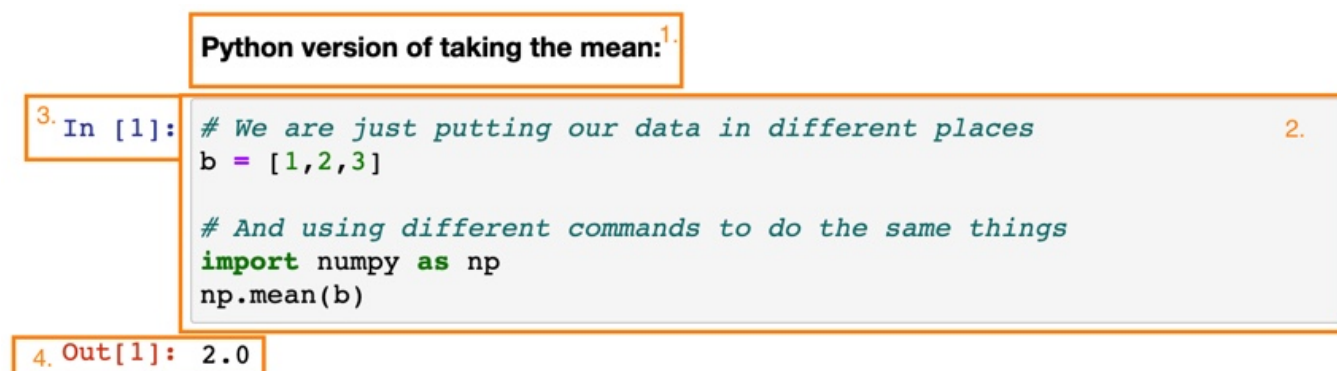 Python version of taking the mean: 1.
3. In [1]: # We are just putting our data in different places 2.
b = [1,2,3]
# And using different commands to do the same things
import numpy as np
np.mean(b)
4. Out[1]: 2.0